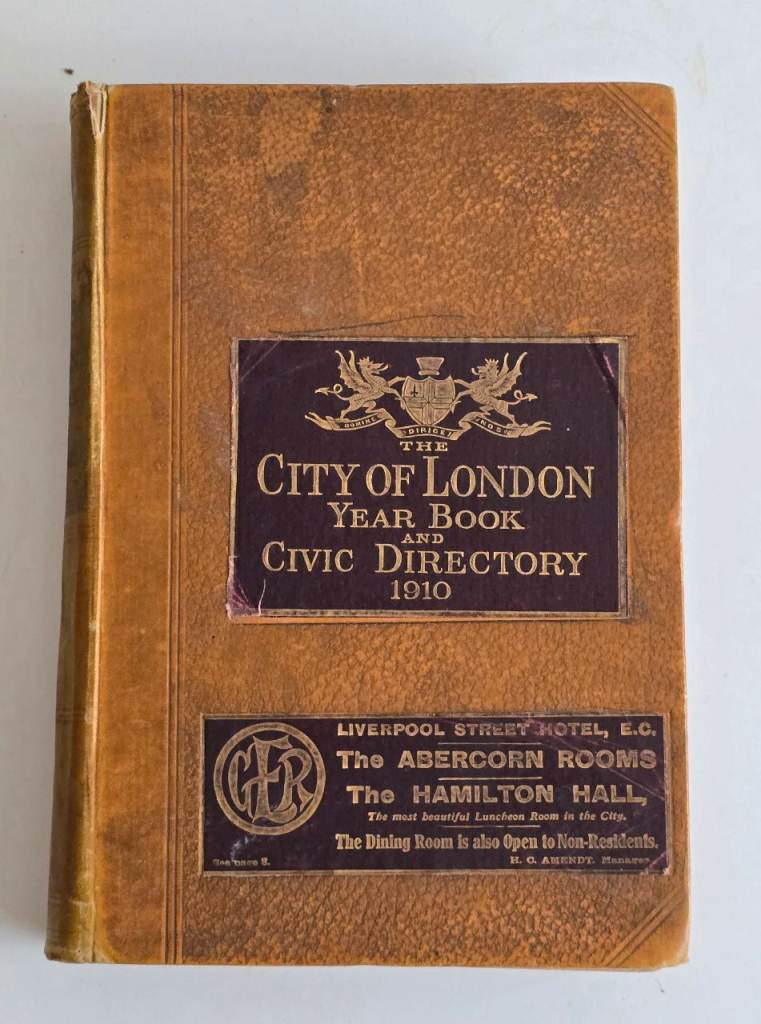 DOMINE DIRIGE NOS
THE
CITY OF LONDON
YEAR BOOK
AND
CIVIC DIRECTORY
1910
GER
LIVERPOOL STREET HOTEL, E.C.
The ABERCORN ROOMS
The HAMILTON HALL,
The most beautiful Luncheon Room in the City.
The Dining Room is also Open to Non-Residents.
See page 8.
H. C. AMENDT. Manager